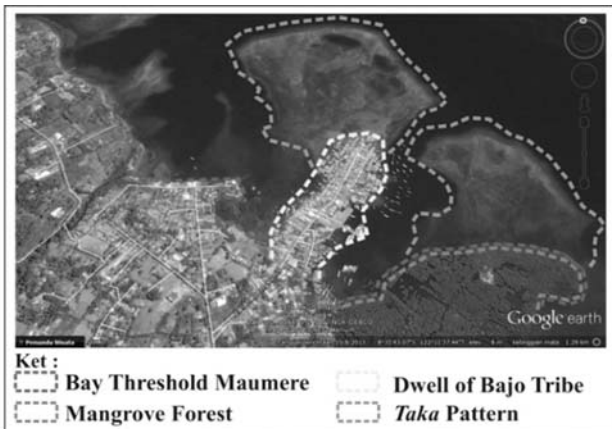 Google earth
Ket :
Bay Threshold Maumere
Dwell of Bajo Tribe
Mangrove Forest
Taka Pattern